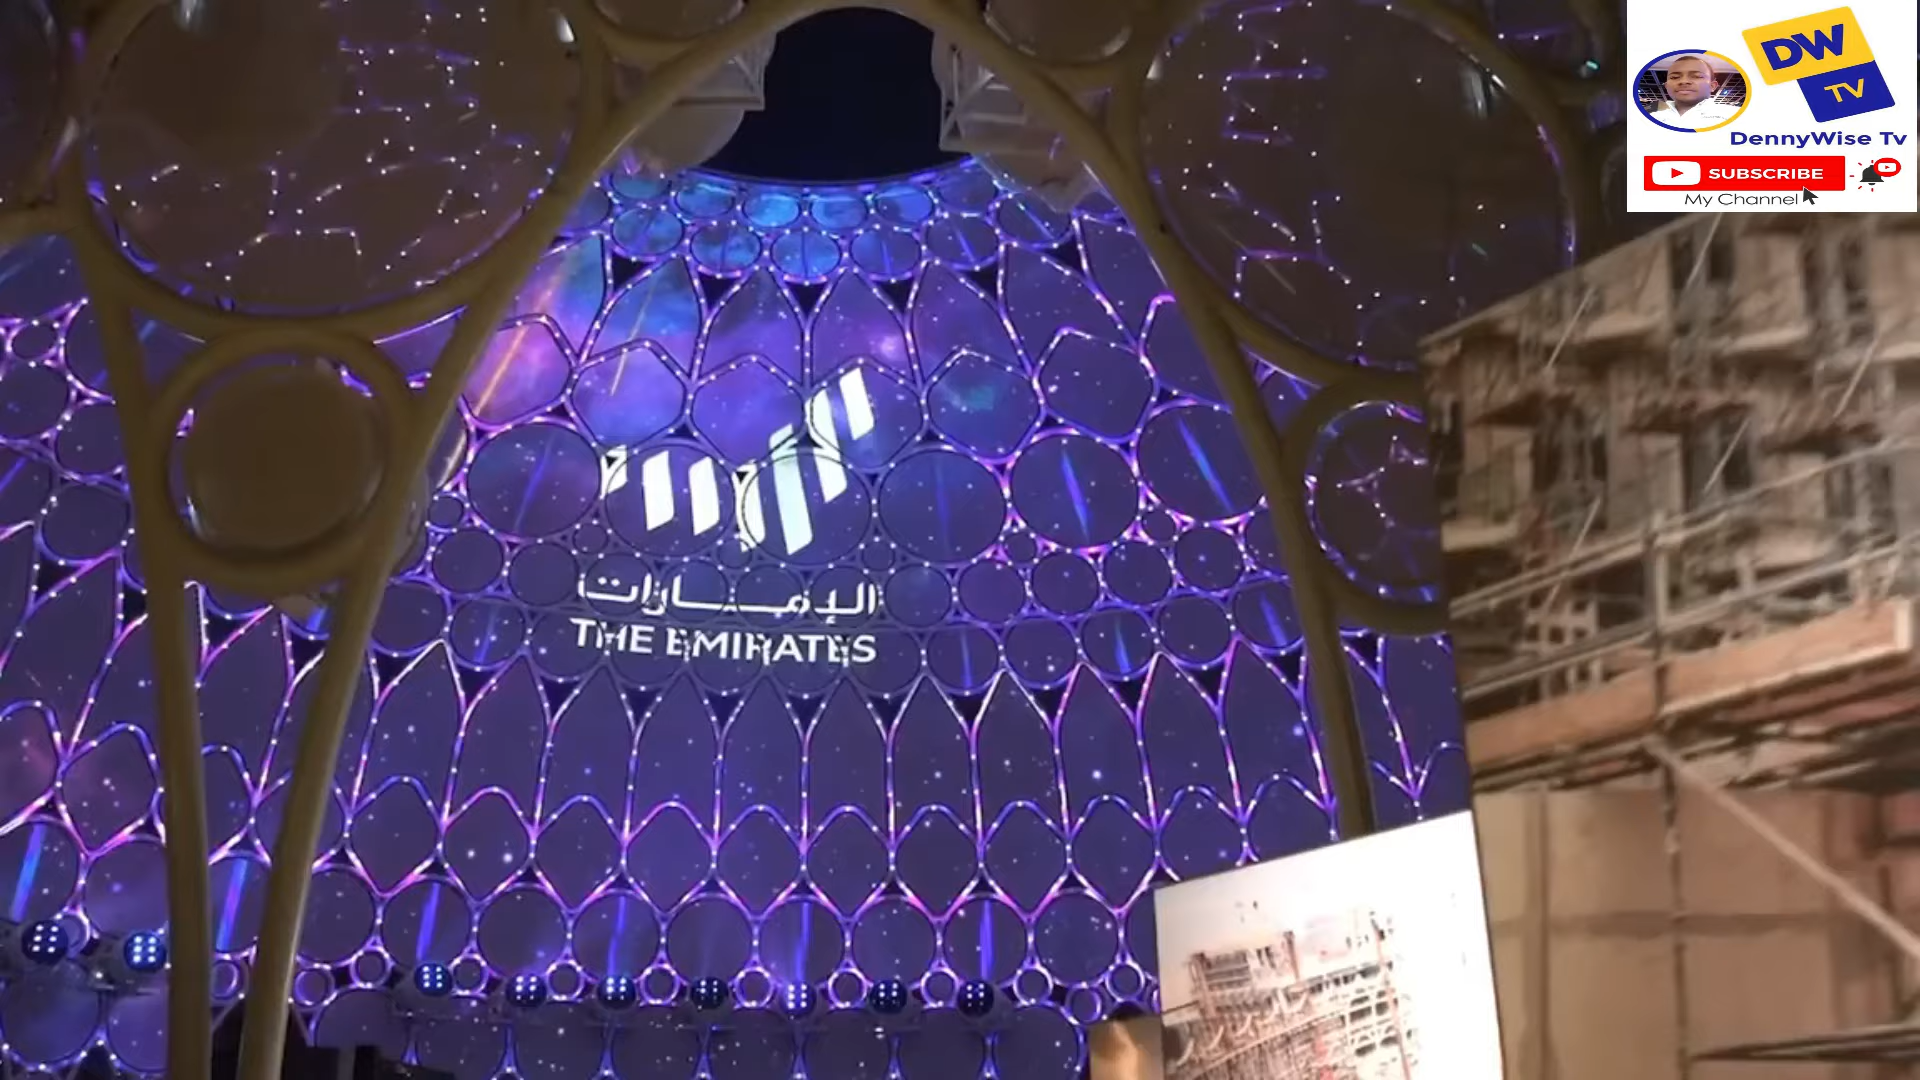 DW
TV
DennyWise Tv
SUBSCRIBE
My Channel
الإمارات
THE EMIRATES